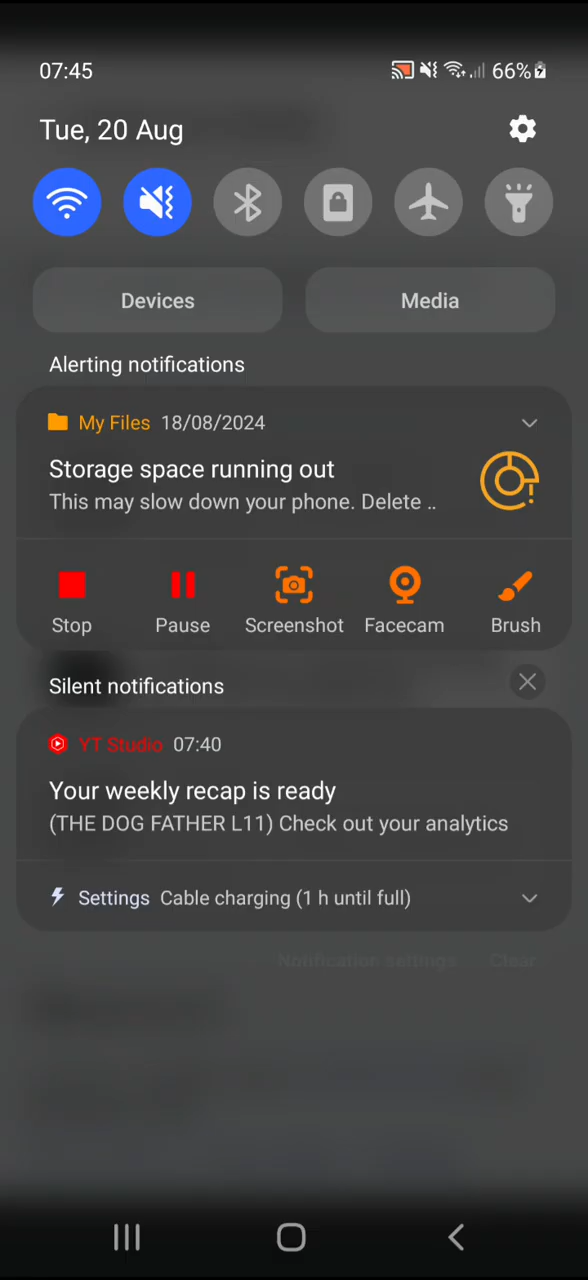 07:45 66%
Tue, 20 Aug
Devices Media
Alerting notifications
My Files 18/08/2024
Storage space running out
This may slow down your phone. Delete ..
Stop Pause Screenshot Facecam Brush
Silent notifications
YT Studio 07:40
Your weekly recap is ready
(THE DOG FATHER L11) Check out your analytics
Settings Cable charging (1 h until full)
Notification settings Clear